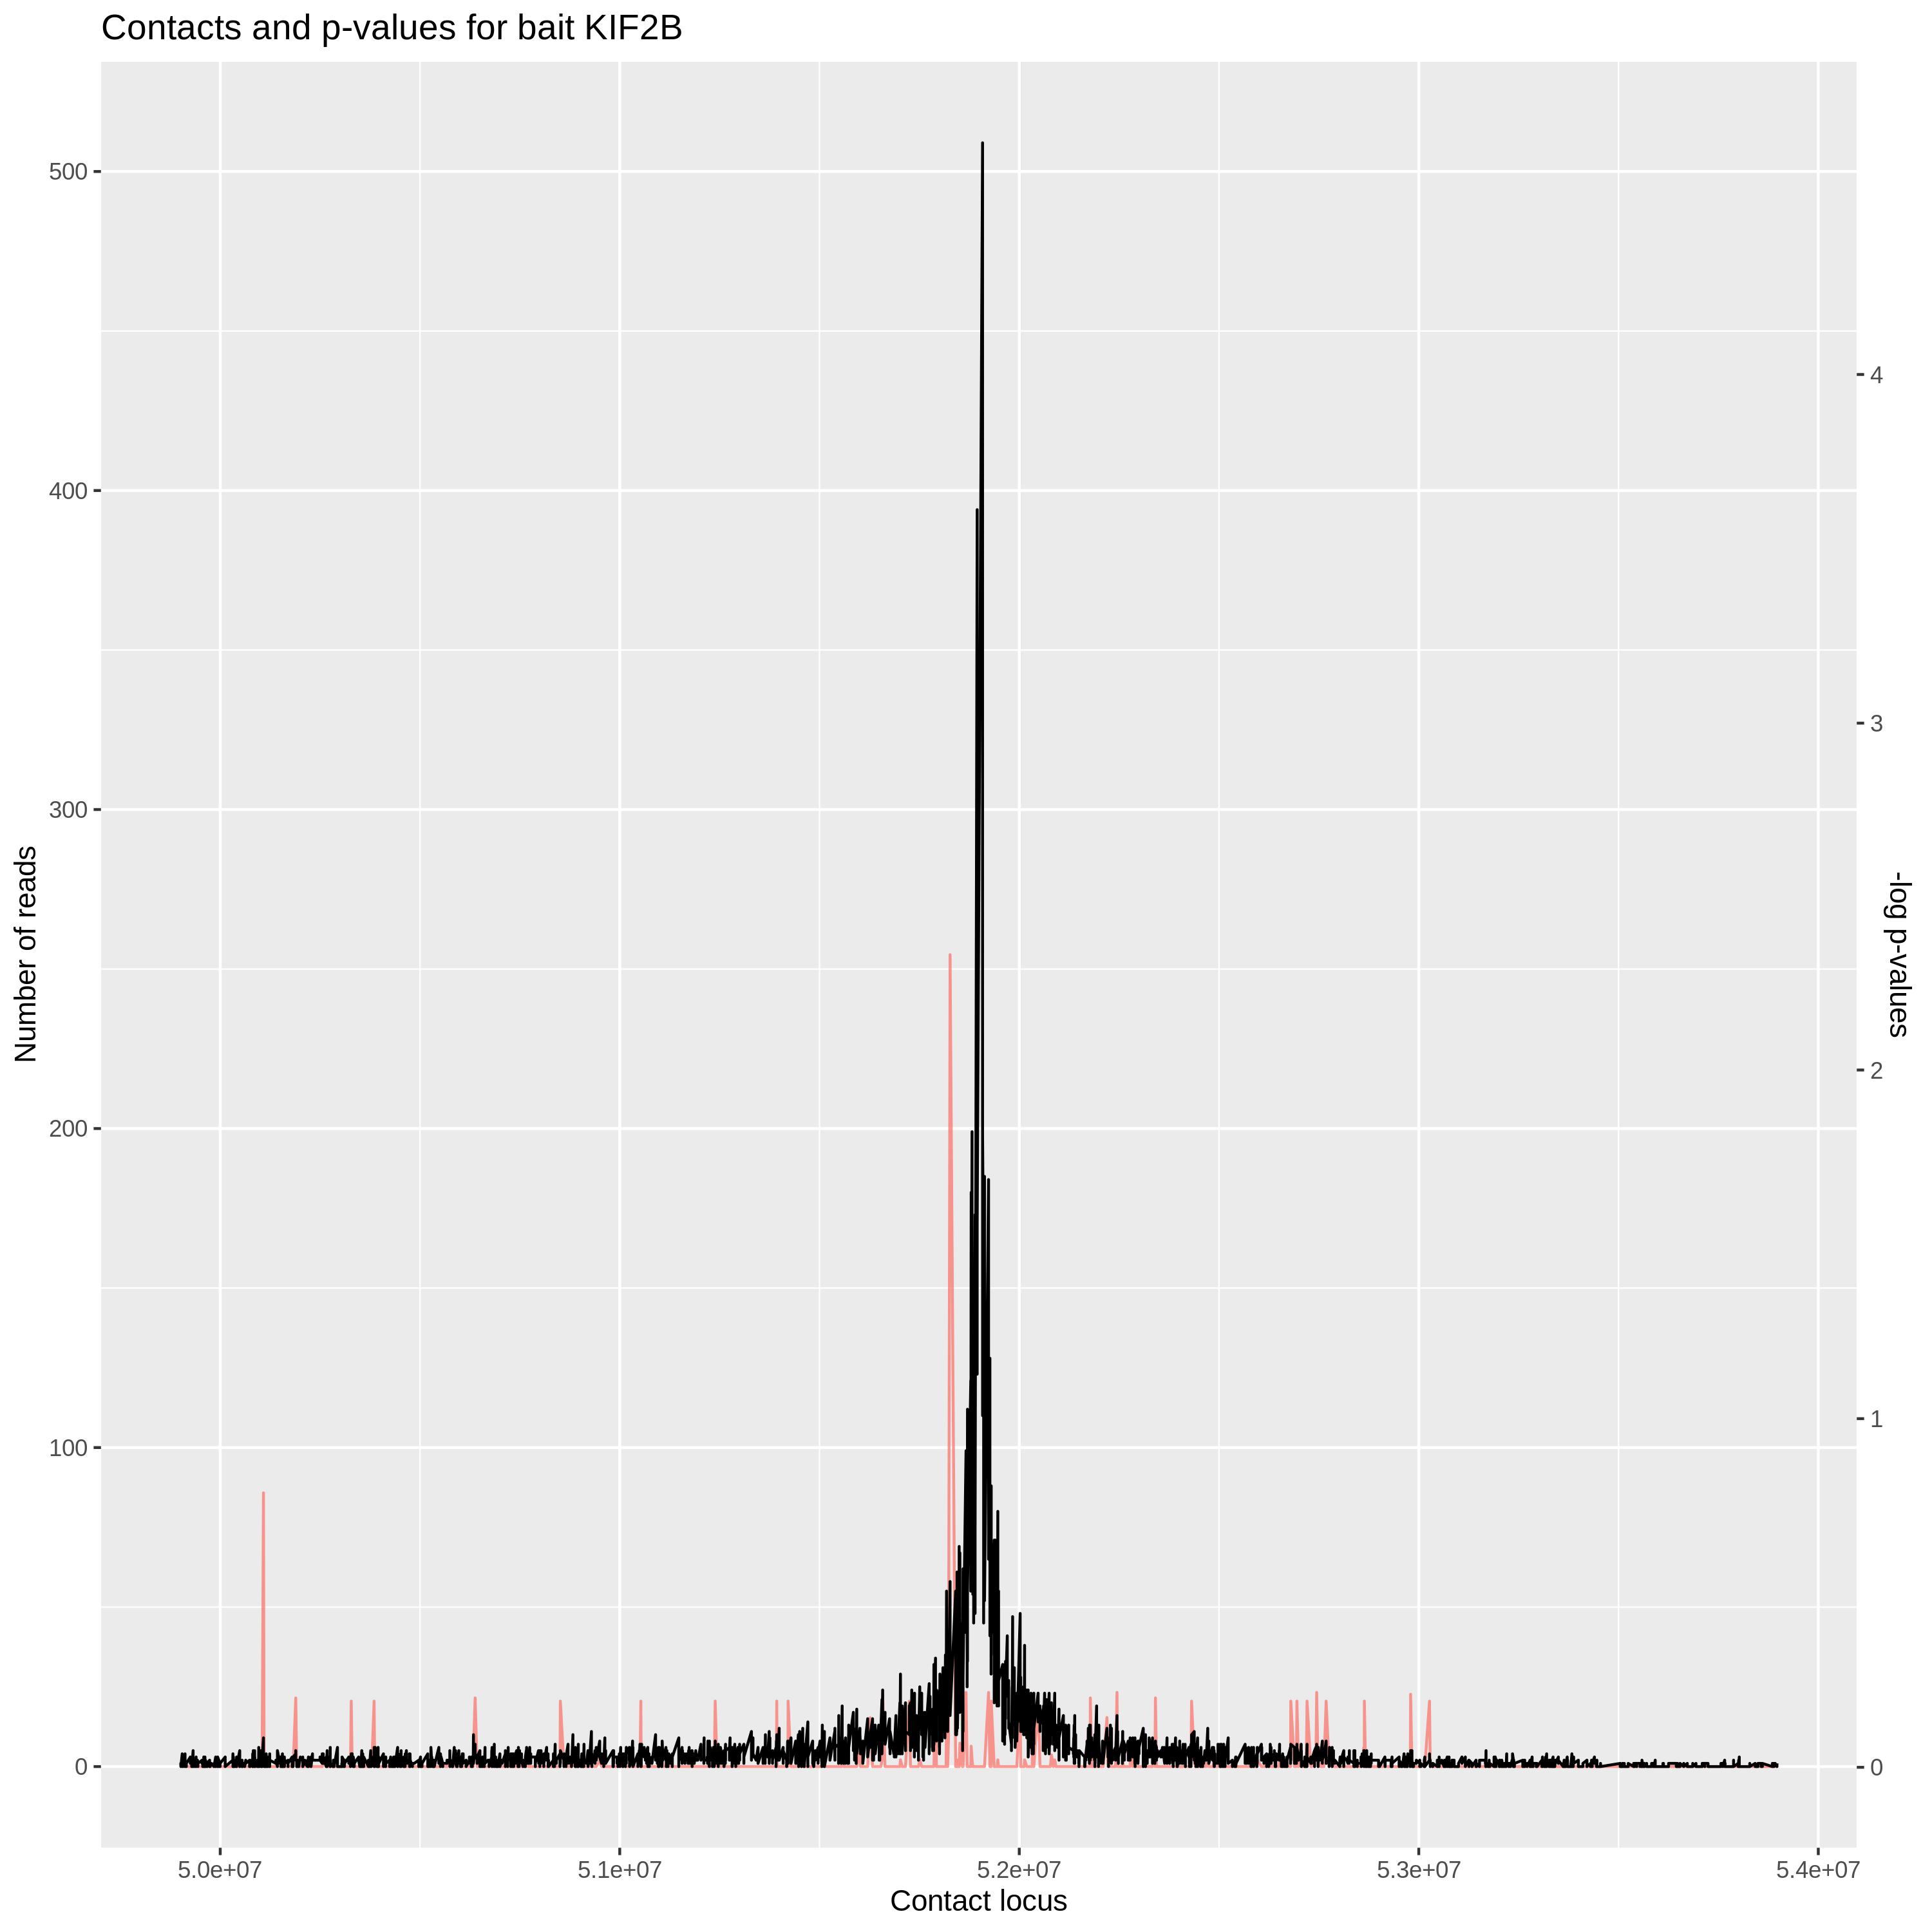 Contacts and p-values for bait KIF2B
Number of reads
500
400
300
200
100
0
4
3
2
1
0
-log p-values
5.0e+07
5.1e+07
5.2e+07
5.3e+07
5.4e+07
Contact locus